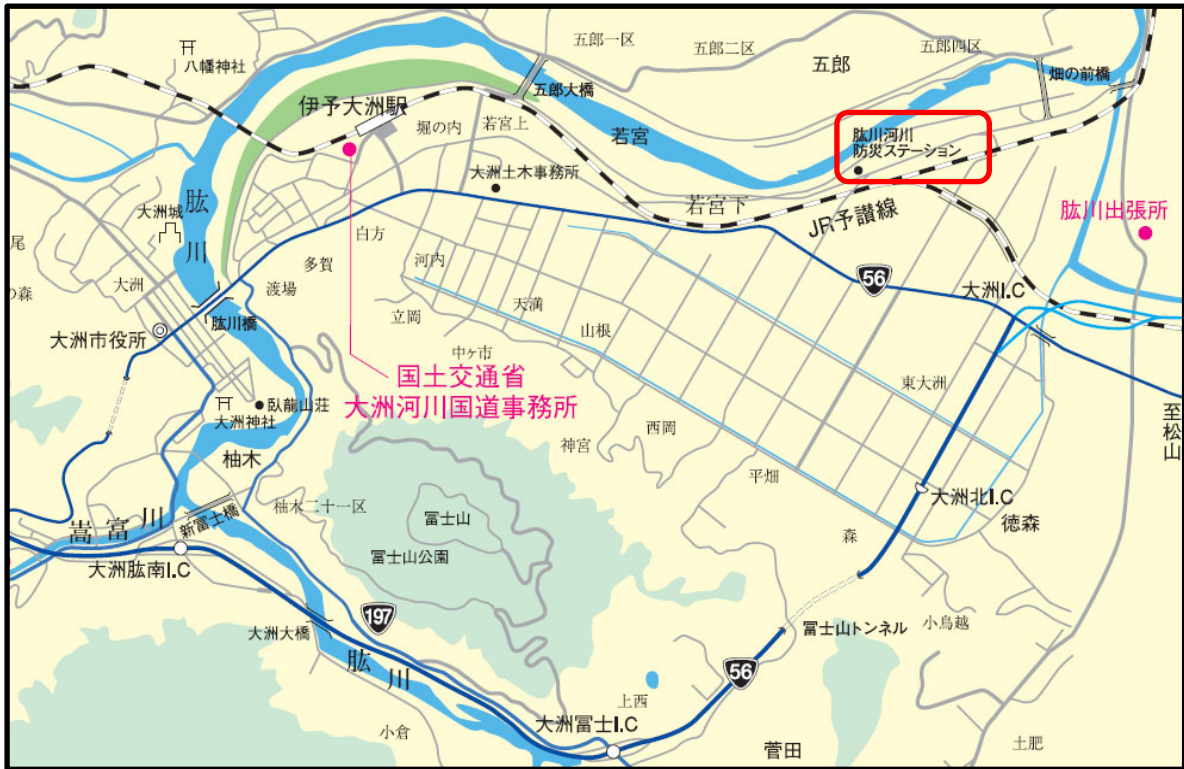 五郎一区
五郎二区
五郎
五郎四区
八幡神社
畑の前橋
五郎大橋
伊予大洲駅
堀の内
若宮上
若宮
肱川河川
防災ステーション
大洲土木事務所
大洲城
肱川
若宮下
JR予讃線
肱川出張所
尾
白方
多賀
河内
56
大洲I.C
大洲
の森
渡場
天満
立岡
山根
肱川橋
大洲市役所
中ヶ市
国土交通省
大洲河川国道事務所
東大洲
至松山
臥龍山荘
大洲神社
西岡
神宮
柚木
平畑
大洲北I.C
柚木二十一区
冨士山
徳森
嵩富川
新冨士橋
森
冨士山公園
大洲肱南I.C
197
大洲大橋
冨士山トンネル
小鳥越
肱川
56
上西
大洲冨士I.C
小倉
菅田
土肥